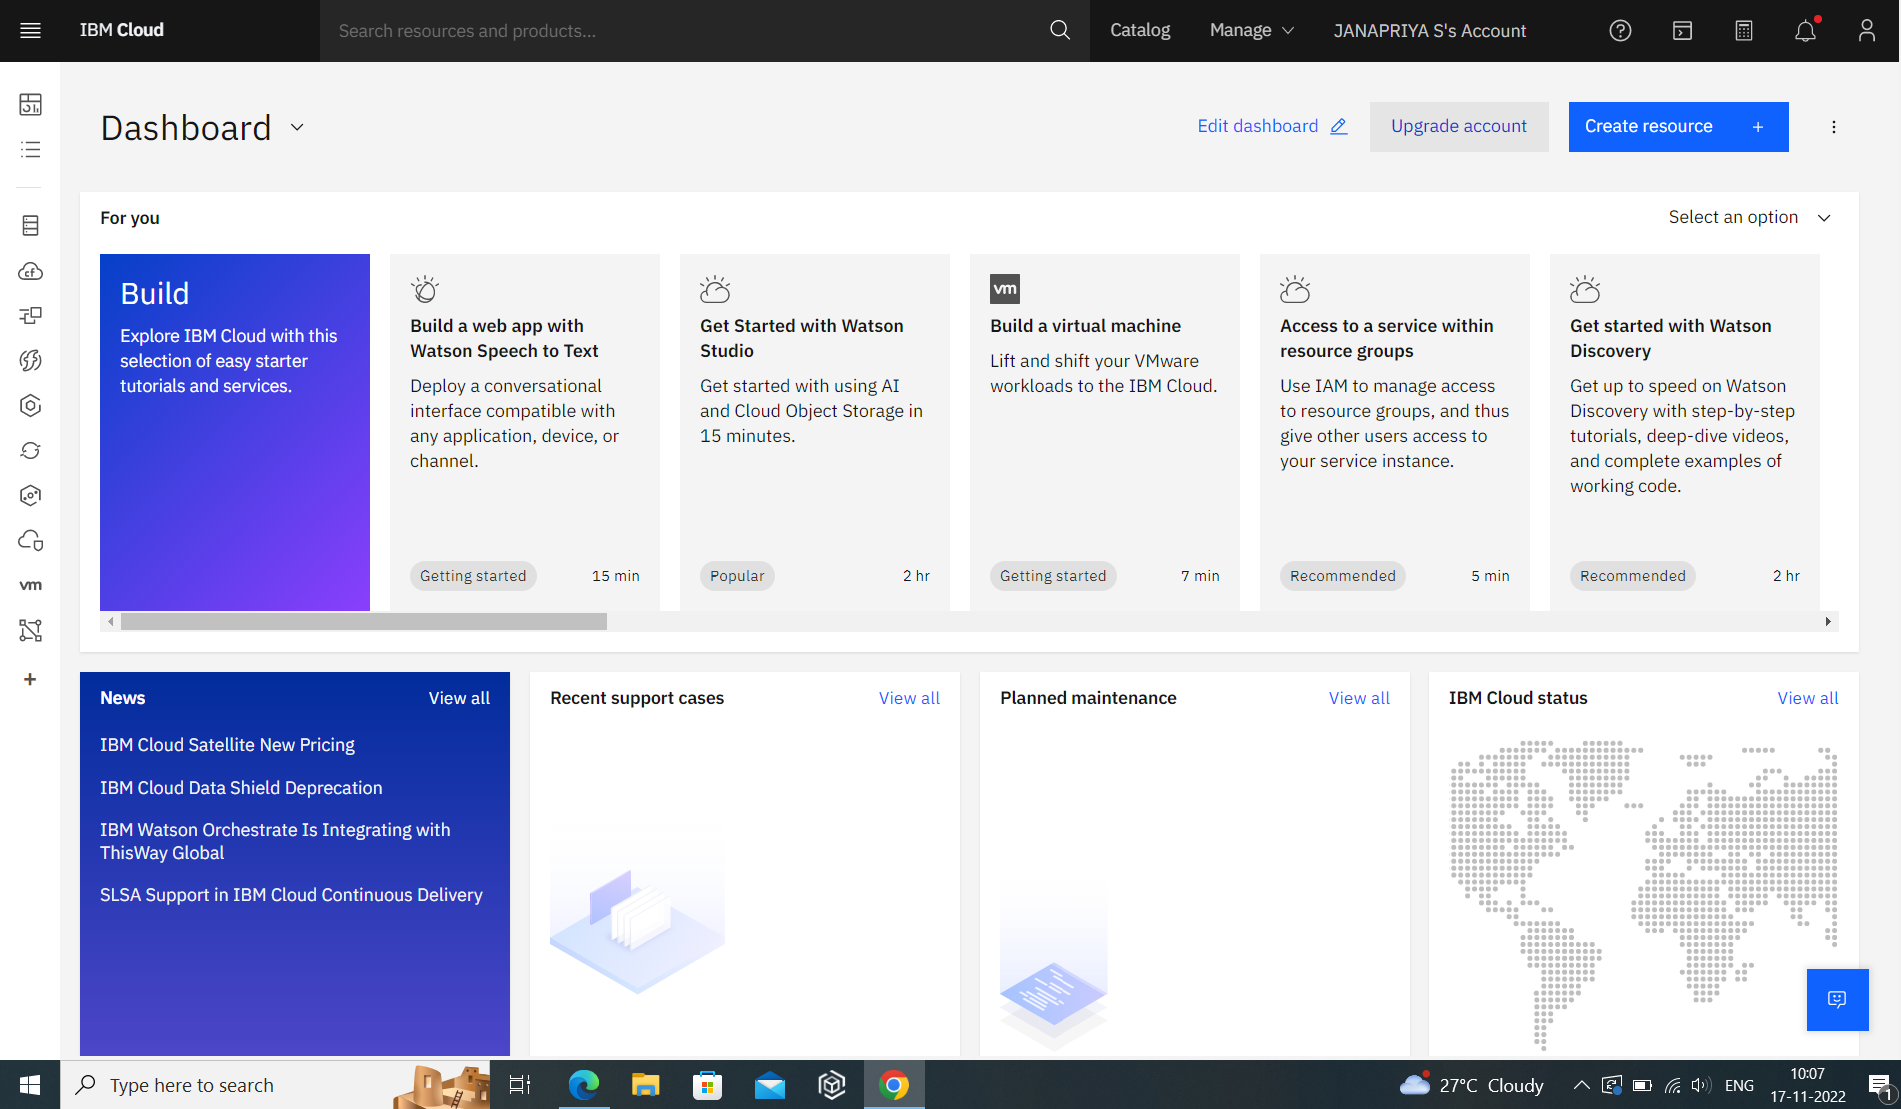 IBM Cloud
Search resources and products...
Catalog
Manage
JANAPRIYA S's Account
Dashboard
Edit dashboard
Upgrade account
Create resource +
For you
Select an option
Build
Explore IBM Cloud with this
selection of easy starter
tutorials and services.
Build a web app with
Watson Speech to Text
Deploy a conversational
interface compatible with
any application, device, or
channel.
Getting started
15 min
Get Started with Watson
Studio
Get started with using AI
and Cloud Object Storage in
15 minutes.
Popular
2 hr
vm
Build a virtual machine
Lift and shift your VMware
workloads to the IBM Cloud.
Getting started
7 min
Access to a service within
resource groups
Use IAM to manage access
to resource groups, and thus
give other users access to
your service instance.
Recommended
5 min
Get started with Watson
Discovery
Get up to speed on Watson
Discovery with step-by-step
tutorials, deep-dive videos,
and complete examples of
working code.
Recommended
2 hr
cf
vm
+
News
View all
IBM Cloud Satellite New Pricing
IBM Cloud Data Shield Deprecation
IBM Watson Orchestrate Is Integrating with
ThisWay Global
SLSA Support in IBM Cloud Continuous Delivery
Recent support cases
View all
Planned maintenance
View all
IBM Cloud status
View all
Type here to search
27°C Cloudy
ENG
10:07
17-11-2022
1